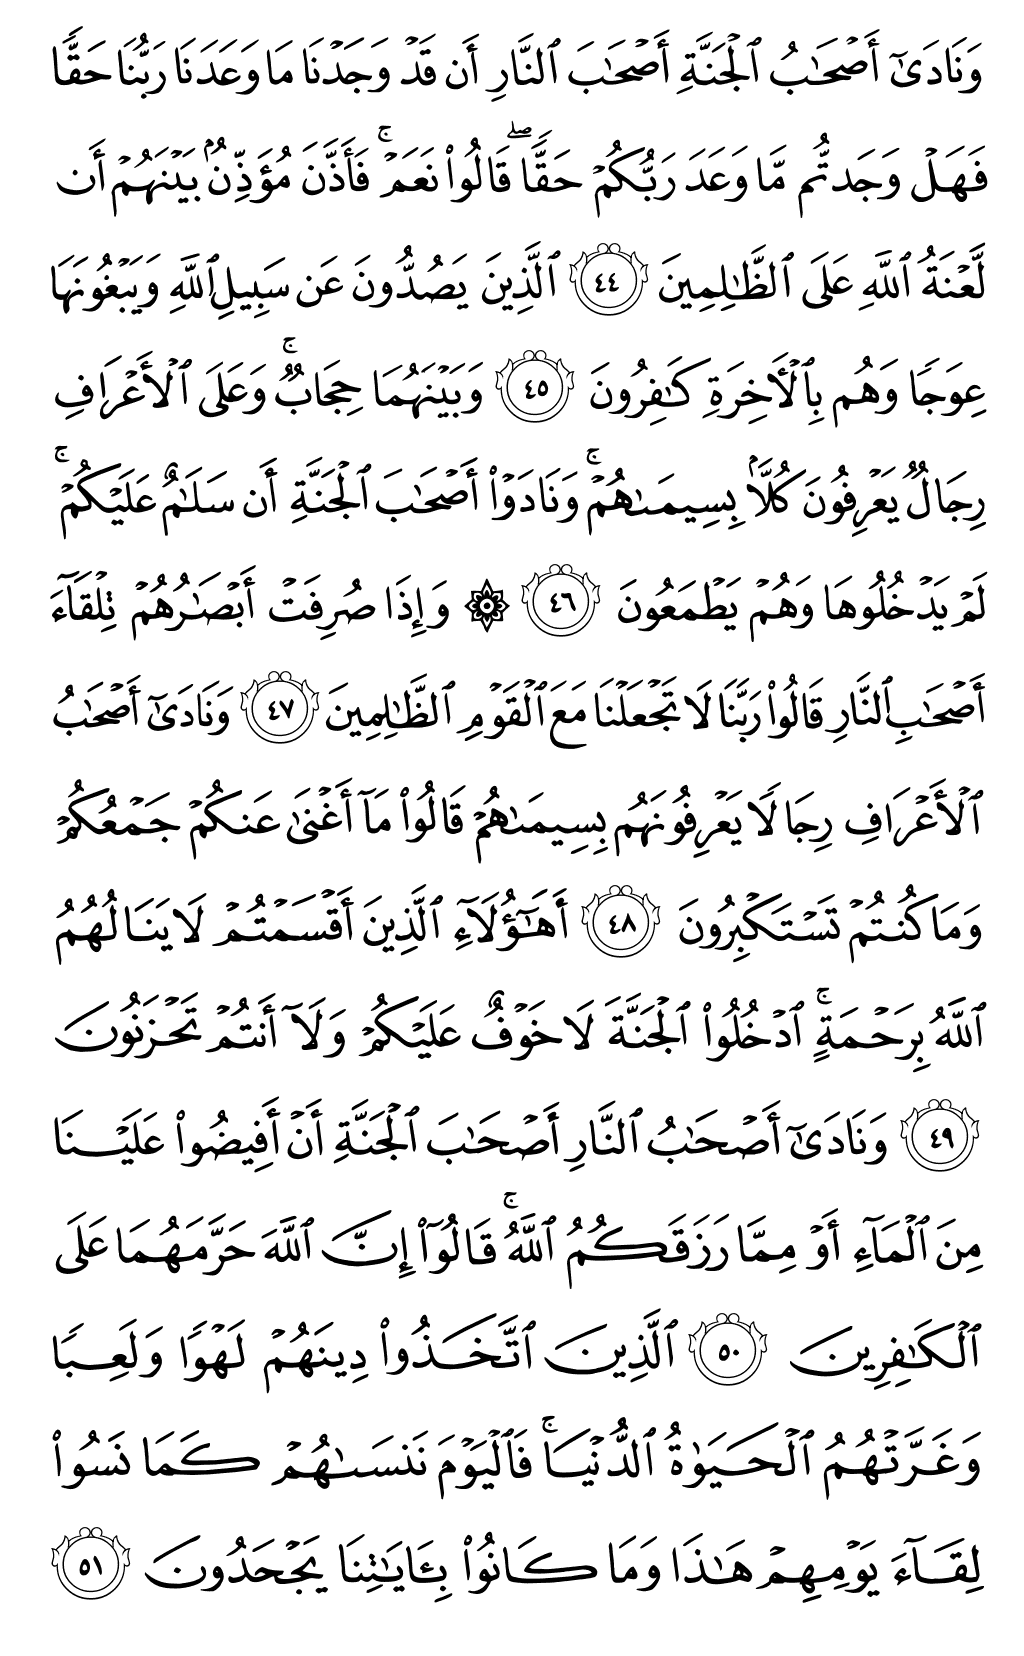 وَنَادَىٰٓ أَصۡحَٰبُ ٱلۡجَنَّةِ أَصۡحَٰبَ ٱلنَّارِ أَن قَدۡ وَجَدۡنَا مَا وَعَدَنَا رَبُّنَا حَقًّا
فَهَلۡ وَجَدتُّم مَّا وَعَدَ رَبُّكُمۡ حَقًّاۖ قَالُواْ نَعَمۡۚ فَأَذَّنَ مُؤَذِّنُۢ بَيۡنَهُمۡ أَن
لَّعۡنَةُ ٱللَّهِ عَلَى ٱلظَّٰلِمِينَ ٤٤ ٱلَّذِينَ يَصُدُّونَ عَن سَبِيلِ ٱللَّهِ وَيَبۡغُونَهَا
عِوَجٗا وَهُم بِٱلۡأٓخِرَةِ كَٰفِرُونَ ٤٥ وَبَيۡنَهُمَا حِجَابٞۚ وَعَلَى ٱلۡأَعۡرَافِ
رِجَالٞ يَعۡرِفُونَ كُلَّۢا بِسِيمَىٰهُمۡۚ وَنَادَوۡاْ أَصۡحَٰبَ ٱلۡجَنَّةِ أَن سَلَٰمٌ عَلَيۡكُمۡۚ
لَمۡ يَدۡخُلُوهَا وَهُمۡ يَطۡمَعُونَ ٤٦ ۞ وَإِذَا صُرِفَتۡ أَبۡصَٰرُهُمۡ تِلۡقَآءَ
أَصۡحَٰبِ ٱلنَّارِ قَالُواْ رَبَّنَا لَا تَجۡعَلۡنَا مَعَ ٱلۡقَوۡمِ ٱلظَّٰلِمِينَ ٤٧ وَنَادَىٰٓ أَصۡحَٰبُ
ٱلۡأَعۡرَافِ رِجَالٗا يَعۡرِفُونَهُم بِسِيمَىٰهُمۡ قَالُواْ مَآ أَغۡنَىٰ عَنكُمۡ جَمۡعُكُمۡ
وَمَا كُنتُمۡ تَسۡتَكۡبِرُونَ ٤٨ أَهَٰٓؤُلَآءِ ٱلَّذِينَ أَقۡسَمۡتُمۡ لَا يَنَالُهُمُ
ٱللَّهُ بِرَحۡمَةٍۚ ٱدۡخُلُواْ ٱلۡجَنَّةَ لَا خَوۡفٌ عَلَيۡكُمۡ وَلَآ أَنتُمۡ تَحۡزَنُونَ
٤٩ وَنَادَىٰٓ أَصۡحَٰبُ ٱلنَّارِ أَصۡحَٰبَ ٱلۡجَنَّةِ أَنۡ أَفِيضُواْ عَلَيۡنَا
مِنَ ٱلۡمَآءِ أَوۡ مِمَّا رَزَقَكُمُ ٱللَّهُۚ قَالُوٓاْ إِنَّ ٱللَّهَ حَرَّمَهُمَا عَلَى
ٱلۡكَٰفِرِينَ ٥٠ ٱلَّذِينَ ٱتَّخَذُواْ دِينَهُمۡ لَهۡوٗا وَلَعِبٗا
وَغَرَّتۡهُمُ ٱلۡحَيَوٰةُ ٱلدُّنۡيَاۚ فَٱلۡيَوۡمَ نَنسَىٰهُمۡ كَمَا نَسُواْ
لِقَآءَ يَوۡمِهِمۡ هَٰذَا وَمَا كَانُواْ بِـَٔايَٰتِنَا يَجۡحَدُونَ ٥١